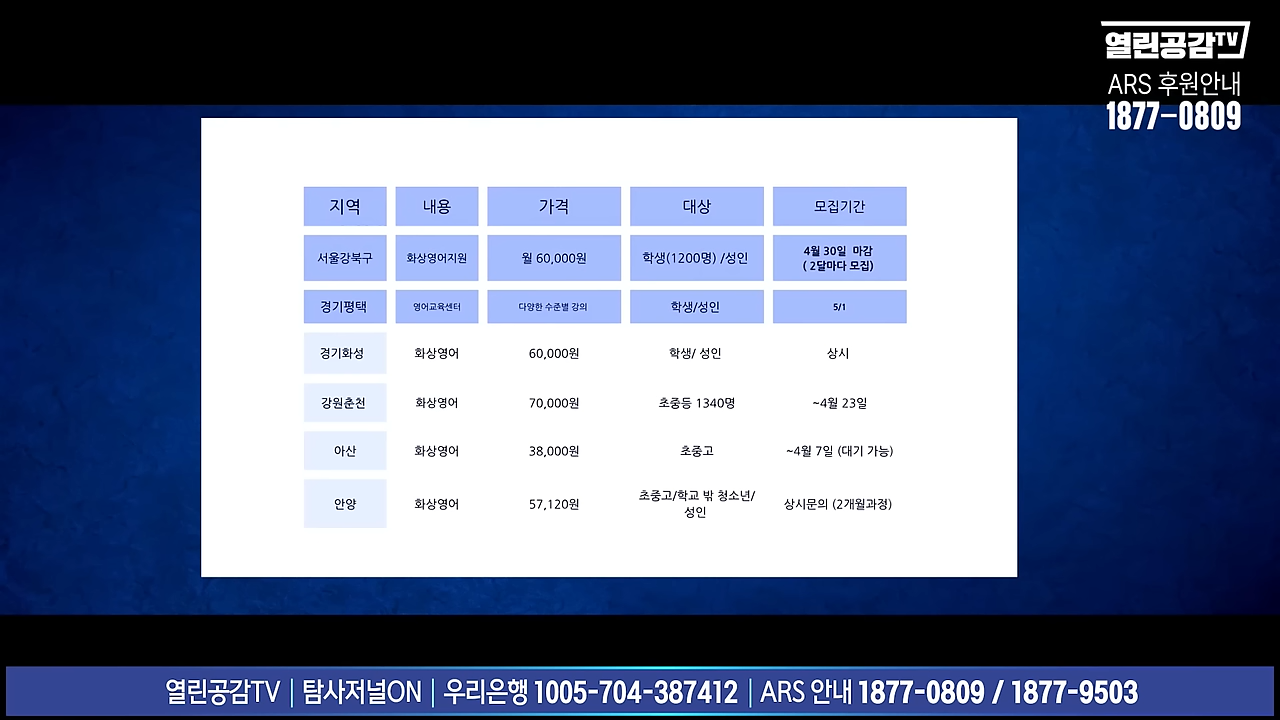 열린공감TV
ARS 후원안내
1877-0809
지역 내용 가격 대상 모집기간
서울강북구 화상영어지원 월 60,000원 학생(1200명) /성인 4월 30일 마감
( 2달마다 모집)
경기평택 영어교육센터 다양한 수준별 강의 학생/성인 5/1
경기화성 화상영어 60,000원 학생/ 성인 상시
강원춘천 화상영어 70,000원 초중등 1340명 ~4월 23일
아산 화상영어 38,000원 초중고 ~4월 7일 (대기 가능)
안양 화상영어 57,120원 초중고/학교 밖 청소년/
성인 상시문의 (2개월과정)
열린공감TV | 탐사저널ON | 우리은행 1005-704-387412 | ARS 안내 1877-0809 / 1877-9503